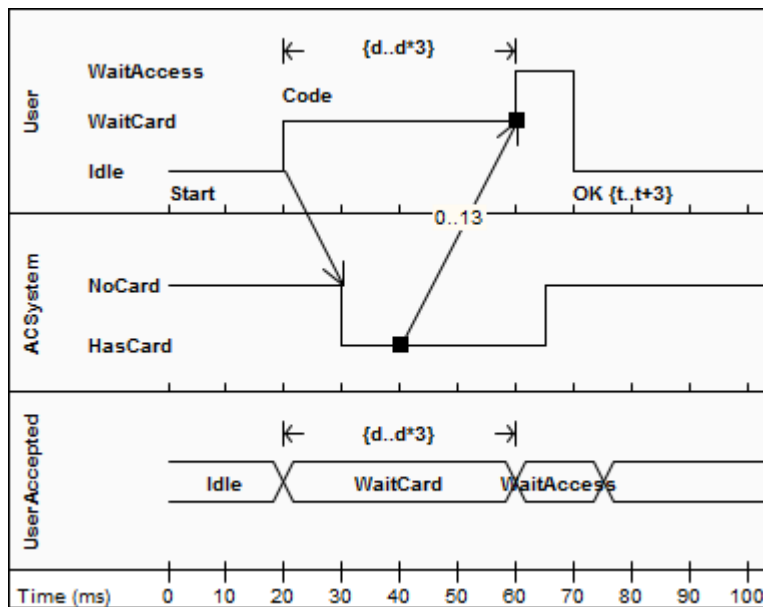 {d..d*3}
WaitAccess
Code
User
WaitCard
Idle
Start
OK {t..t+3}
0..13
ACSystem
NoCard
HasCard
{d..d*3}
UserAccepted
Idle
WaitCard
WaitAccess
Time (ms)
0 10 20 30 40 50 60 70 80 90 100